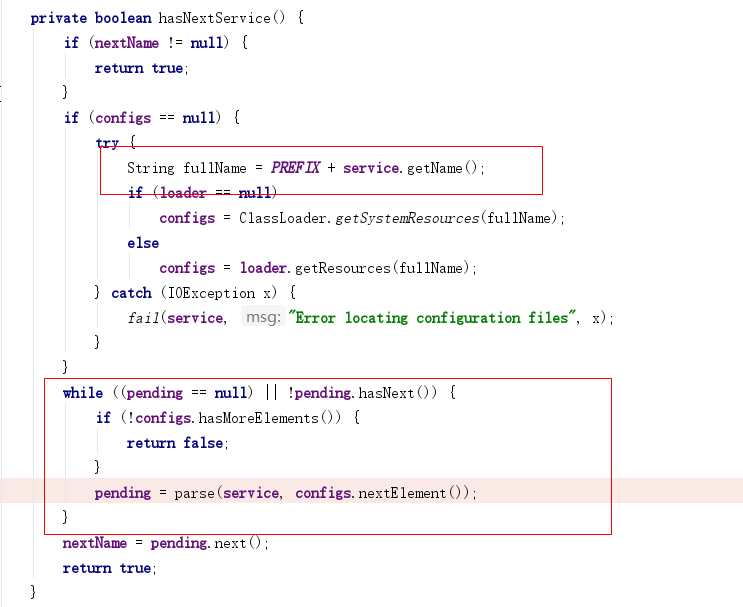 private boolean hasNextService() {
if (nextName != null) {
return true;
}
if (configs == null) {
try {
String fullName = PREFIX + service.getName();
if (loader == null)
configs = ClassLoader.getSystemResources(fullName);
else
configs = loader.getResources(fullName);
} catch (IOException x) {
fail(service, msg: "Error locating configuration files", x);
}
}
while ((pending == null) || !pending.hasNext()) {
if (!configs.hasMoreElements()) {
return false;
}
pending = parse(service, configs.nextElement());
}
nextName = pending.next();
return true;
}